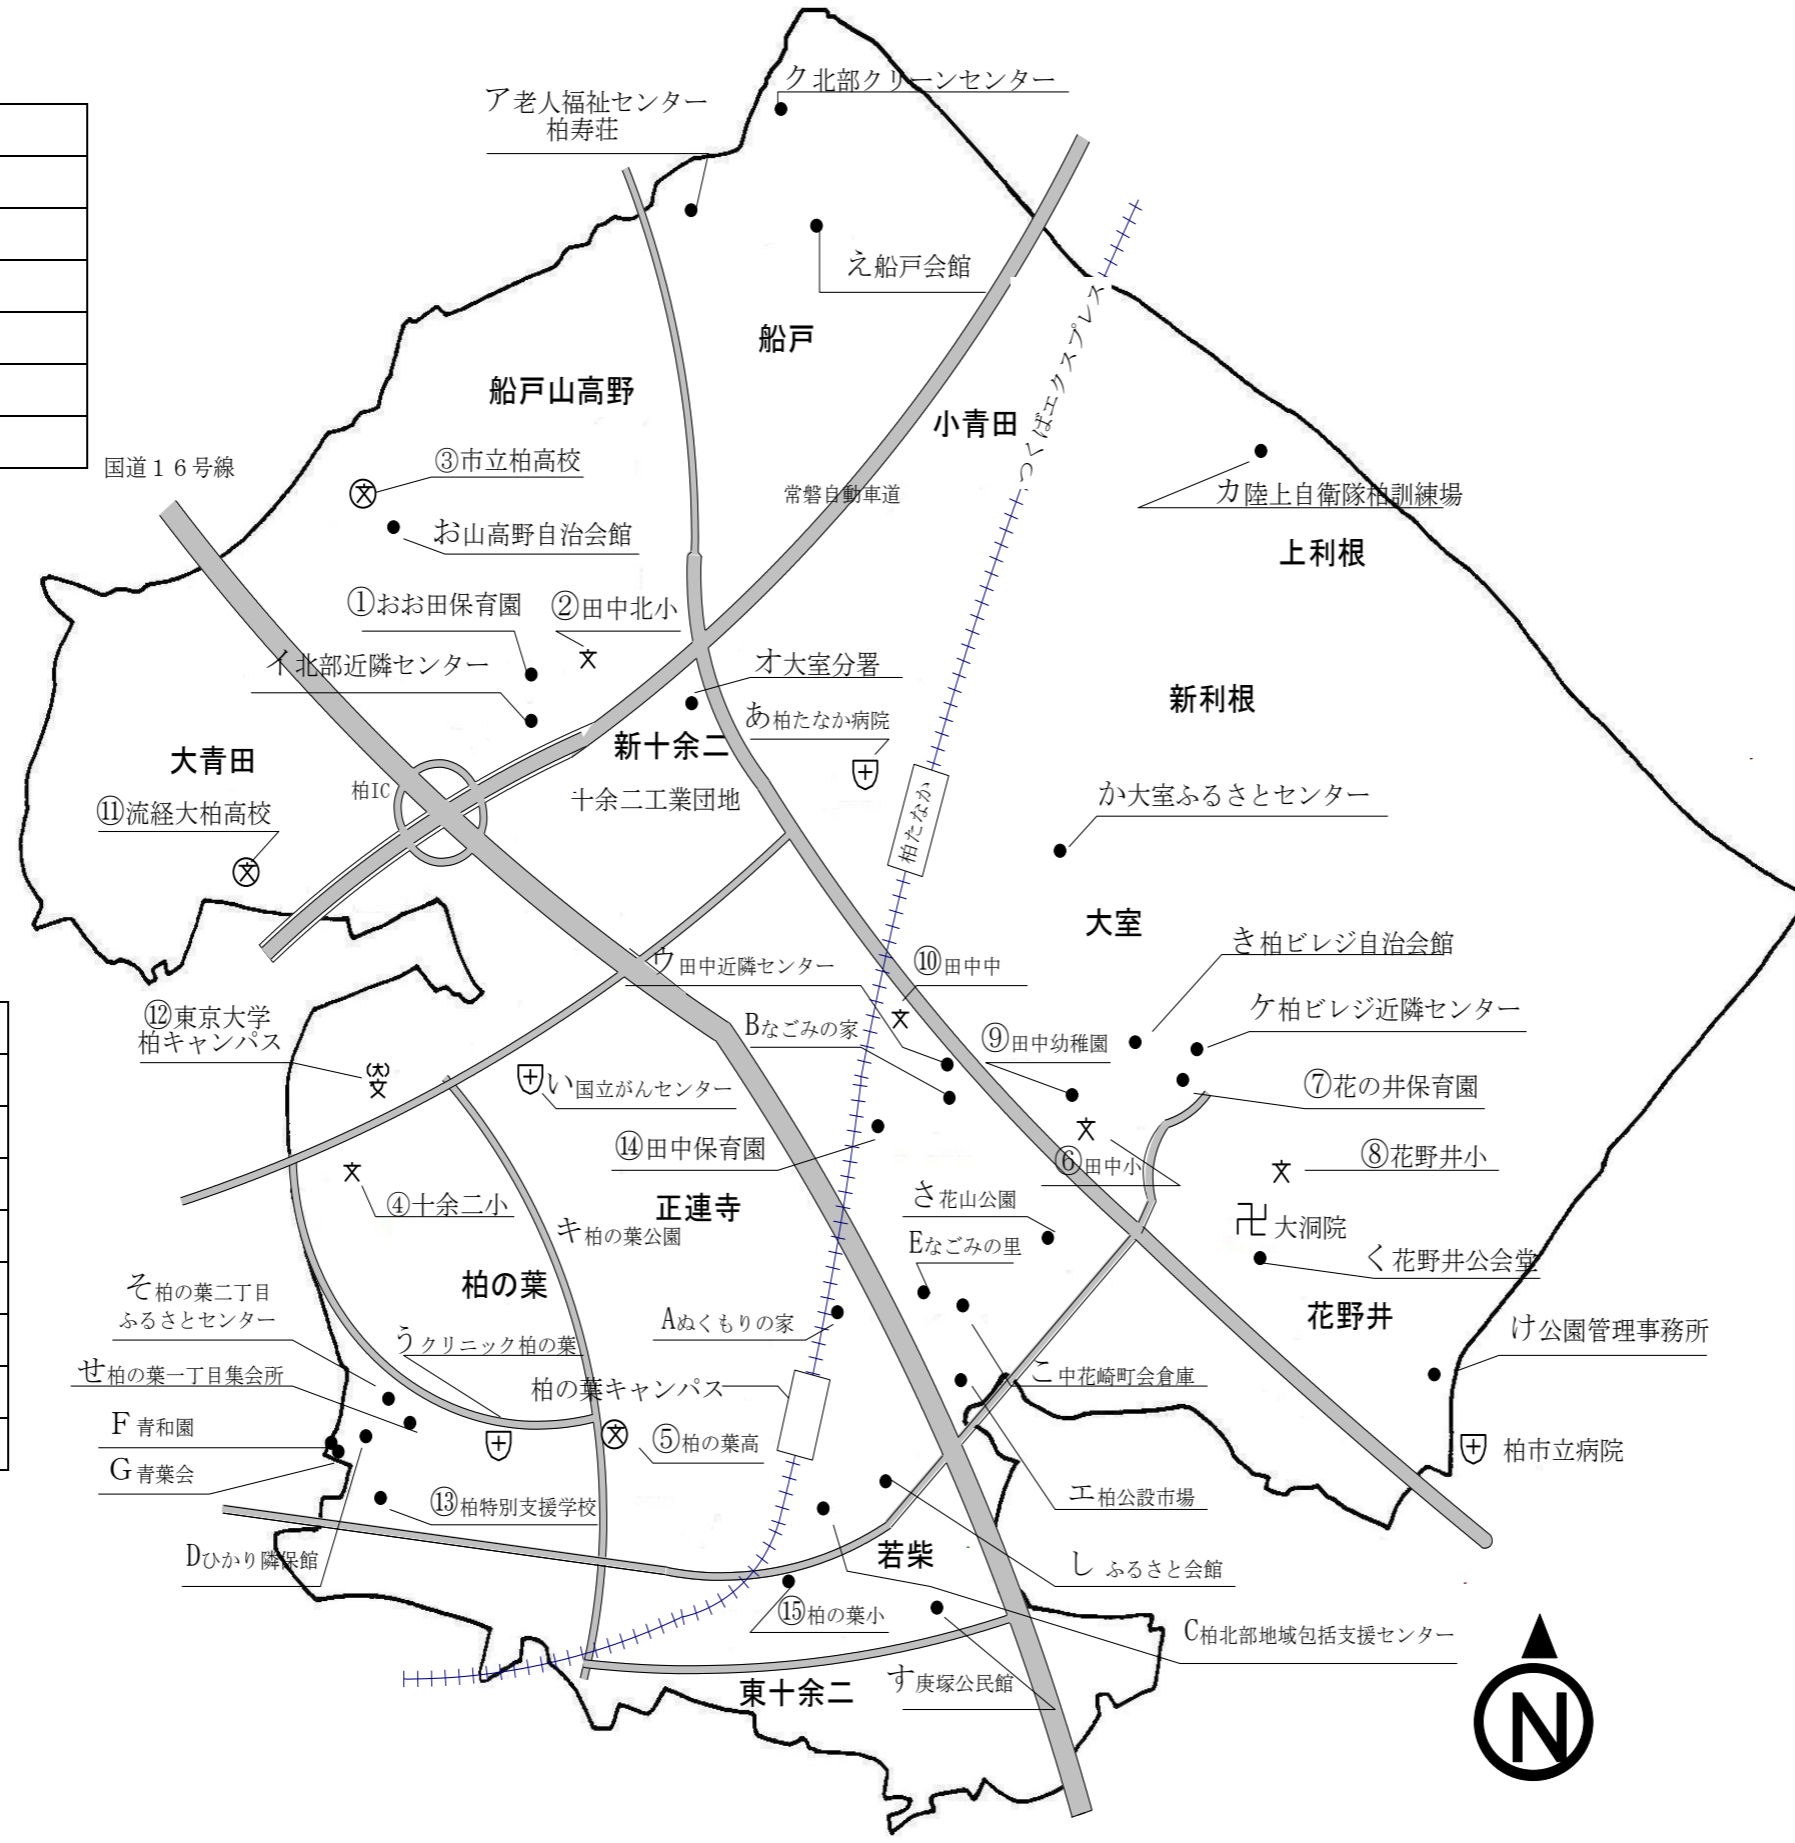 ク北部クリーンセンター
ア老人福祉センター
柏寿荘
え船戸会館
船戸
船戸山高野
小青田
つくばエクスプレス
国道16号線
③市立柏高校
常磐自動車道
カ陸上自衛隊柏訓練場
お山高野自治会館
上利根
①おお田保育園
②田中北小
イ北部近隣センター
オ大室分署
新利根
あ柏たなか病院
新十余二
大青田
柏IC
十余二工業団地
柏たなか
か大室ふるさとセンター
⑪流経大柏高校
大室
き柏ビレジ自治会館
ウ田中近隣センター
⑩田中中
ケ柏ビレジ近隣センター
⑫東京大学
柏キャンパス
Bなごみの家
⑨田中幼稚園
(大)
い国立がんセンター
⑦花の井保育園
⑭田中保育園
⑥田中小
⑧花野井小
④十余二小
正連寺
さ花山公園
大洞院
キ柏の葉公園
Eなごみの里
く花野井公会堂
柏の葉
そ柏の葉二丁目
ふるさとセンター
Aぬくもりの家
花野井
うクリニック柏の葉
け公園管理事務所
せ柏の葉一丁目集会所
柏の葉キャンパス
こ中花崎町会倉庫
F青和園
⑤柏の葉高
柏市立病院
G青葉会
⑬柏特別支援学校
エ柏公設市場
Dひかり隣保館
若柴
し ふるさと会館
⑮柏の葉小
C柏北部地域包括支援センター
す庚塚公民館
東十余二
N